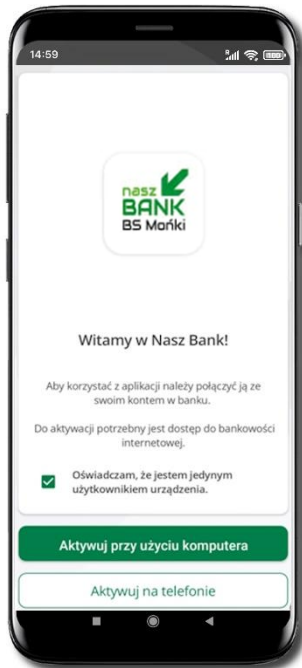 14:59
nasz
BANK
BS Mońki
Witamy w Nasz Bank!
Aby korzystać z aplikacji należy połączyć ją ze
swoim kontem w banku.
Do aktywacji potrzebny jest dostęp do bankowości
internetowej.
Oświadczam, że jestem jedynym
użytkownikiem urządzenia.
Aktywuj przy użyciu komputera
Aktywuj na telefonie